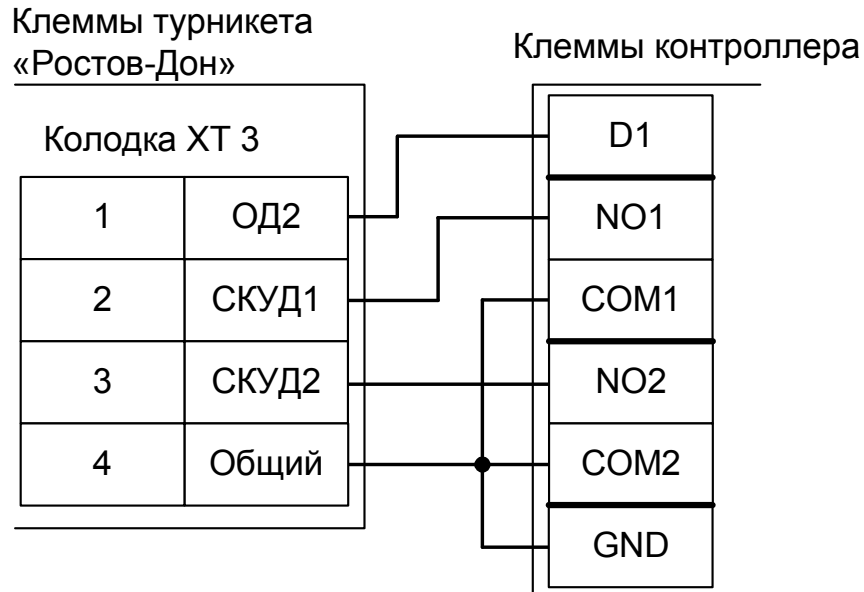 Клеммы турникета
«Ростов-Дон»
Клеммы контроллера
Колодка XT 3
1 ОД2
2 СКУД1
3 СКУД2
4 Общий
D1
NO1
COM1
NO2
COM2
GND